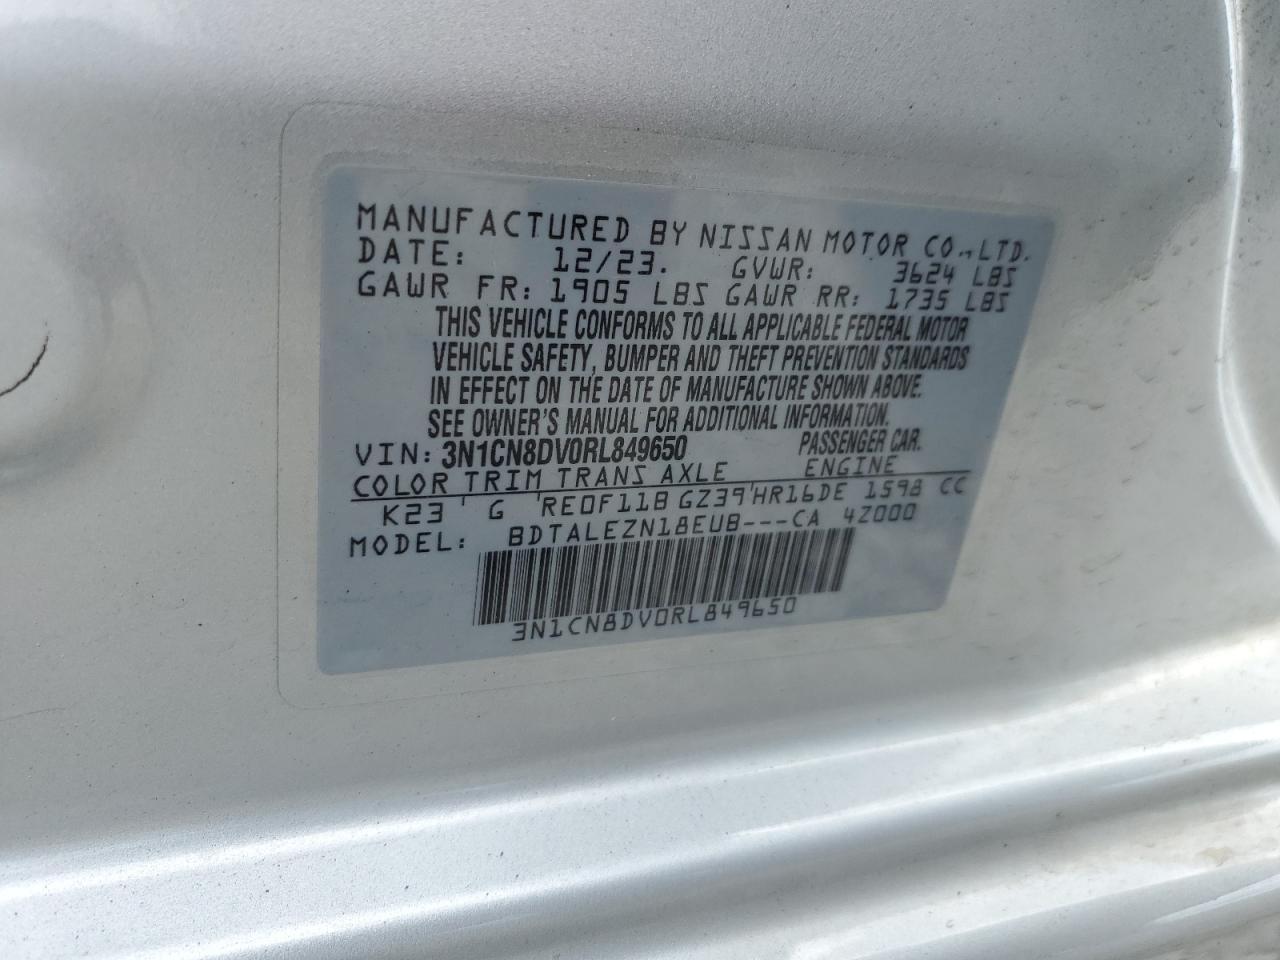 MANUFACTURED BY NISSAN MOTOR CO., LTD.
DATE: 12/23. GVWR: 3624 LBS
GAWR FR: 1905 LBS GAWR RR: 1735 LBS
THIS VEHICLE CONFORMS TO ALL APPLICABLE FEDERAL MOTOR
VEHICLE SAFETY, BUMPER AND THEFT PREVENTION STANDARDS
IN EFFECT ON THE DATE OF MANUFACTURE SHOWN ABOVE.
SEE OWNER'S MANUAL FOR ADDITIONAL INFORMATION.
VIN: 3N1CN8DV0RL849650 PASSENGER CAR.
COLOR TRIM TRANS AXLE ENGINE
K23 ' G 'RE0F11B GZ39'HR16DE 1598 CC
MODEL: BDTALEZN18EUB---CA 4Z000
3N1CN8DV0RL849650